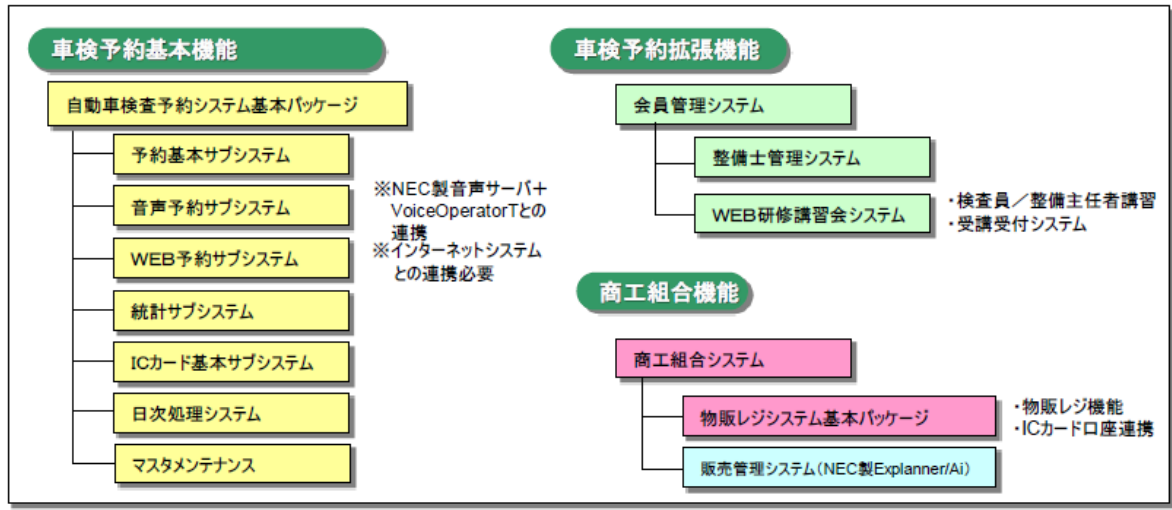 車検予約基本機能
自動車検査予約システム基本パッケージ
予約基本サブシステム
音声予約サブシステム
※NEC製音声サーバ+
VoiceOperatorTとの
連携
WEB予約サブシステム
※インターネットシステム
との連携必要
統計サブシステム
ICカード基本サブシステム
日次処理システム
マスタメンテナンス
車検予約拡張機能
会員管理システム
整備士管理システム
WEB研修講習会システム
・検査員/整備主任者講習
・受講受付システム
商工組合機能
商工組合システム
物販レジシステム基本パッケージ
・物販レジ機能
・ICカード口座連携
販売管理システム(NEC製Explanner/Ai)